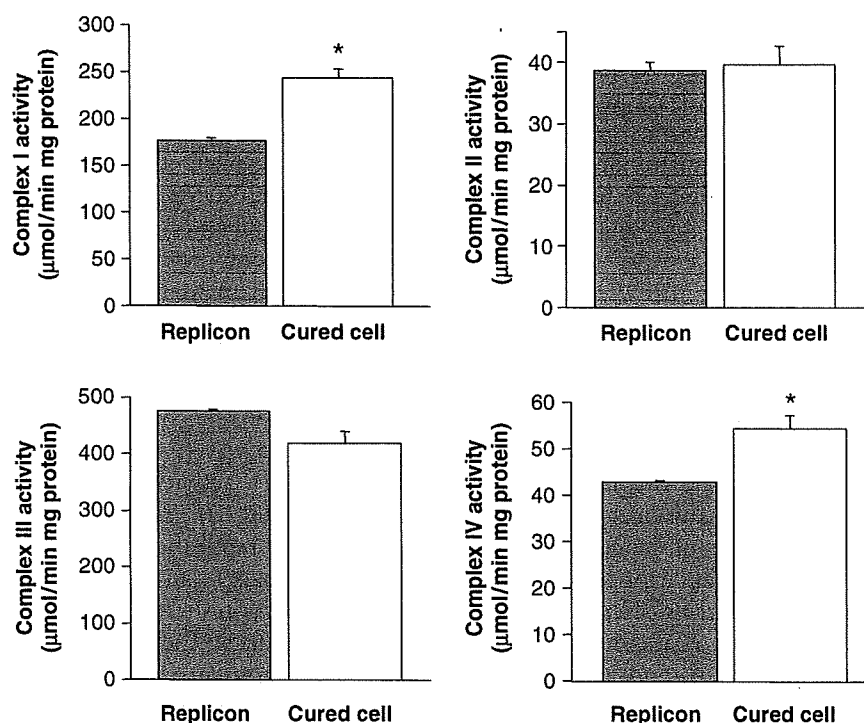 Complex I activity
(μmol/min mg protein)
300
250
200
150
100
50
0
*
Replicon Cured cell
Complex II activity
(μmol/min mg protein)
40
30
20
10
0
Replicon Cured cell
Complex III activity
(μmol/min mg protein)
500
400
300
200
100
0
Replicon Cured cell
Complex IV activity
(μmol/min mg protein)
60
50
40
30
20
10
0
*
Replicon Cured cell